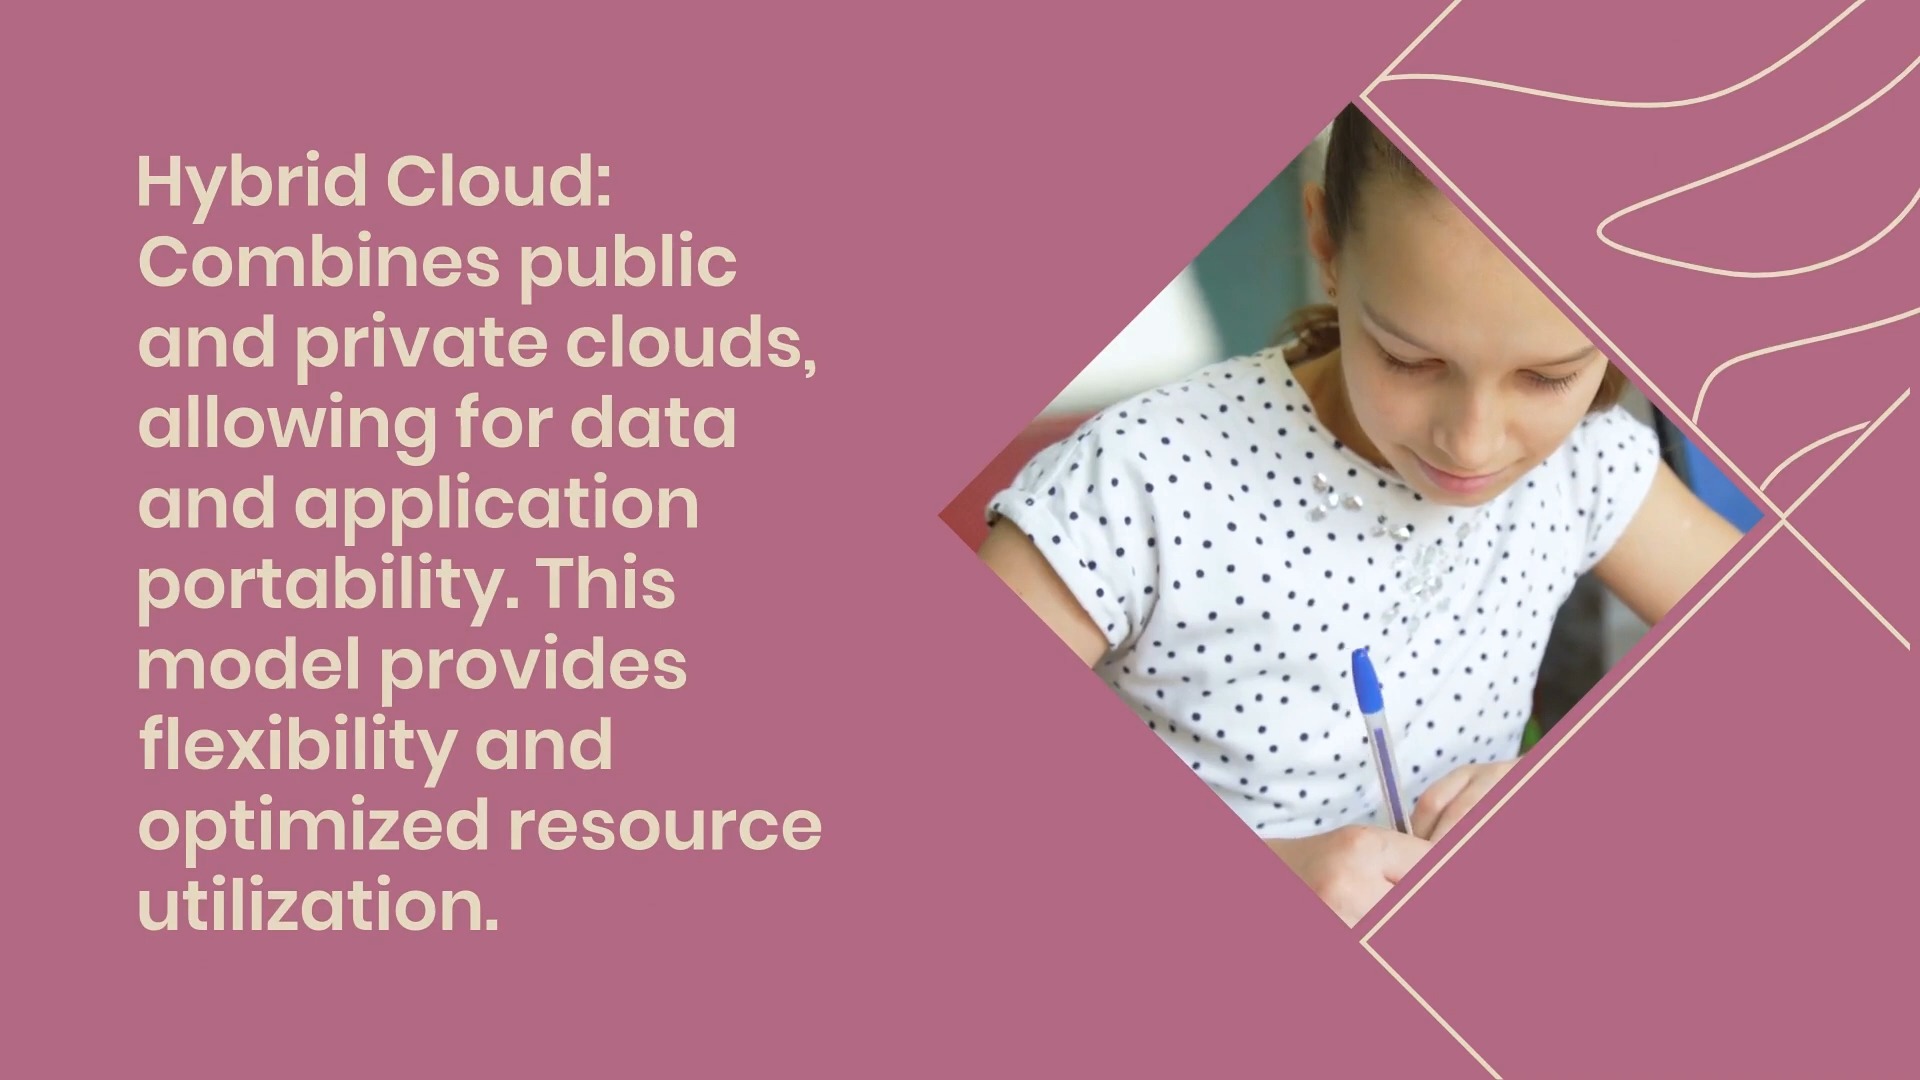 Hybrid Cloud:
Combines public
and private clouds,
allowing for data
and application
portability. This
model provides
flexibility and
optimized resource
utilization.